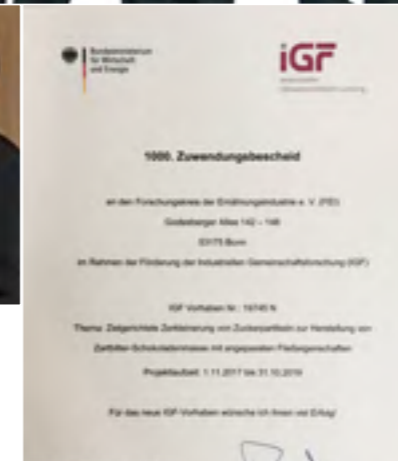 Bundesministerium
für Wirtschaft
und Energie
iGF
1000. Zuwendungsbescheid
an den Forschungskreis der Ernährungsindustrie e. V. (FEI)
Godesberger Allee 142 – 148
53175 Bonn
im Rahmen der Förderung der Industriellen Gemeinschaftsforschung (IGF)
IGF Vorhaben Nr.: 19745 N
Thema: Zielgerichtete Zerkleinerung von Zuckerpartikeln zur Herstellung von
Zartbitter-Schokoladenmasse mit angepassten Fließeigenschaften
Projektlaufzeit: 1.11.2017 bis 31.10.2019
Für das neue IGF-Vorhaben wünsche ich Ihnen viel Erfolg!